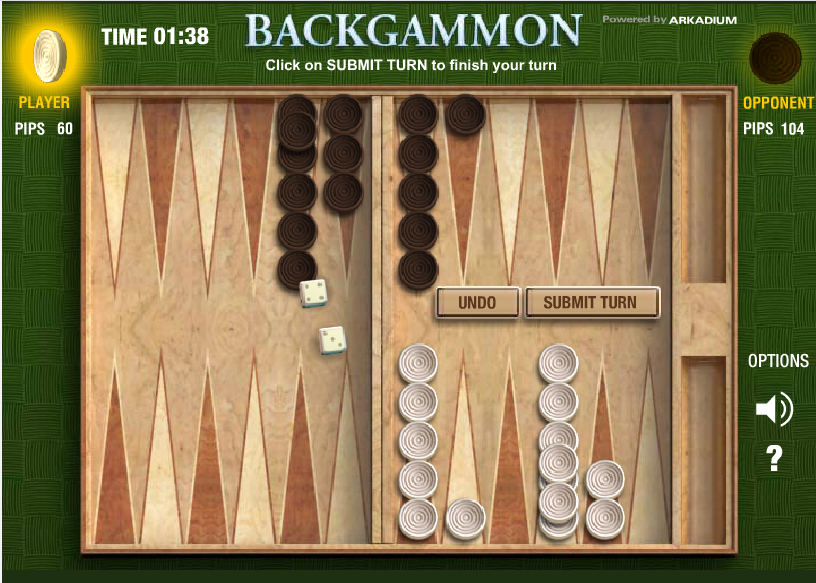 BACKGAMMON
Powered by ARKADIUM
TIME 01:38
Click on SUBMIT TURN to finish your turn
PLAYER
OPPONENT
PIPS 60
PIPS 104
UNDO
SUBMIT TURN
OPTIONS
?